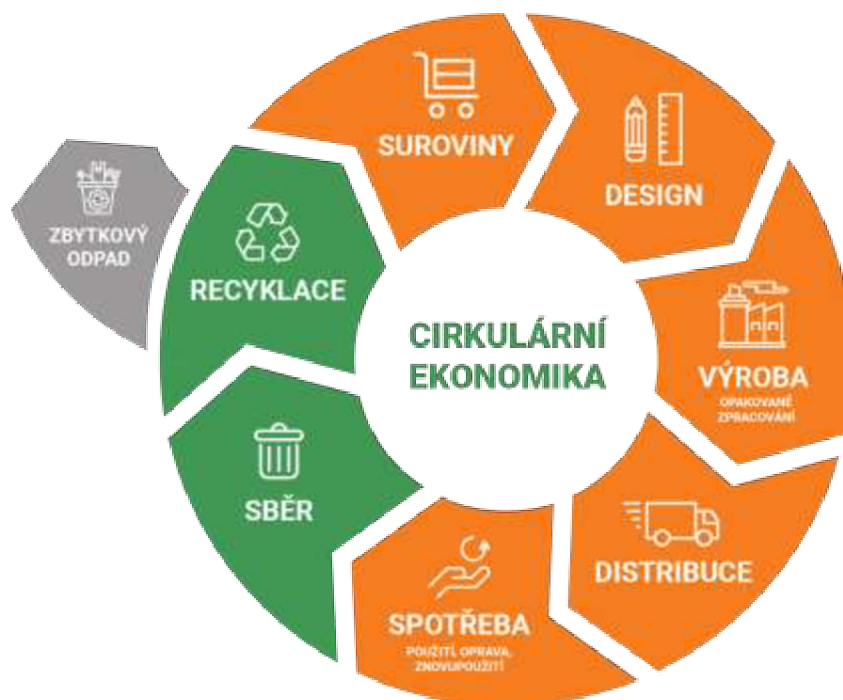 SUROVINY
DESIGN
VÝROBA
OPAKOVANÉ
ZPRACOVÁNÍ
DISTRIBUCE
SPOTŘEBA
POUŽITÍ, OPRAVA,
ZNOVUPOUŽITÍ
SBĚR
RECYKLACE
ZBYTKOVÝ
ODPAD
CIRKULÁRNÍ
EKONOMIKA